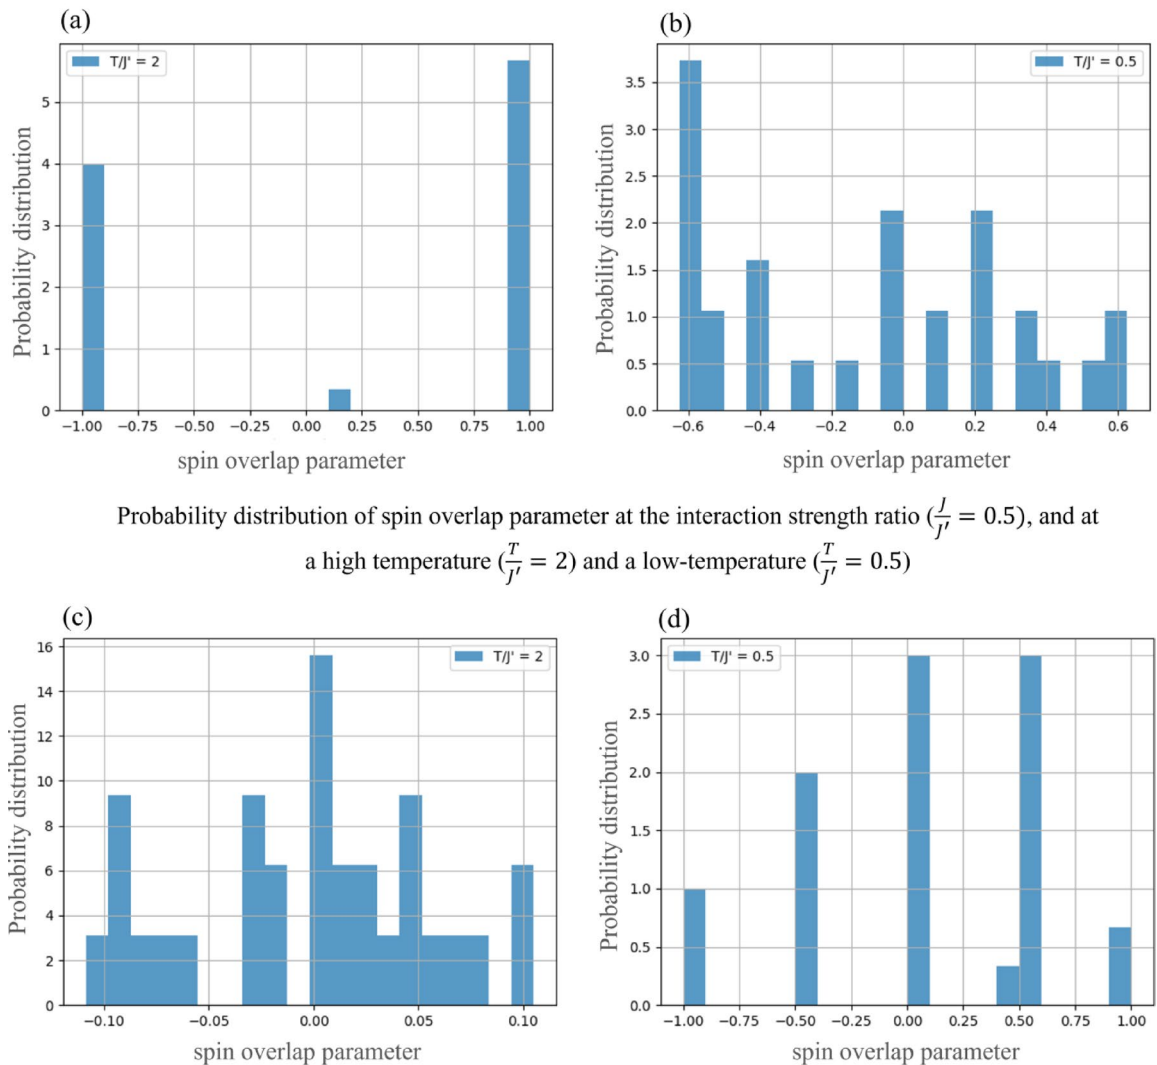 (a)
T/J' = 2
Probability distribution
5
4
3
2
1
0
−1.00 −0.75 −0.50 −0.25 0.00 0.25 0.50 0.75 1.00
spin overlap parameter
(b)
T/J' = 0.5
Probability distribution
3.5
3.0
2.5
2.0
1.5
1.0
0.5
0.0
−0.6 −0.4 −0.2 0.0 0.2 0.4 0.6
spin overlap parameter
Probability distribution of spin overlap parameter at the interaction strength ratio (J/J' = 0.5), and at
a high temperature (T/J' = 2) and a low-temperature (T/J' = 0.5)
(c)
T/J' = 2
Probability distribution
16
14
12
10
8
6
4
2
0
−0.10 −0.05 0.00 0.05 0.10
spin overlap parameter
(d)
T/J' = 0.5
Probability distribution
3.0
2.5
2.0
1.5
1.0
0.5
0.0
−1.00 −0.75 −0.50 −0.25 0.00 0.25 0.50 0.75 1.00
spin overlap parameter